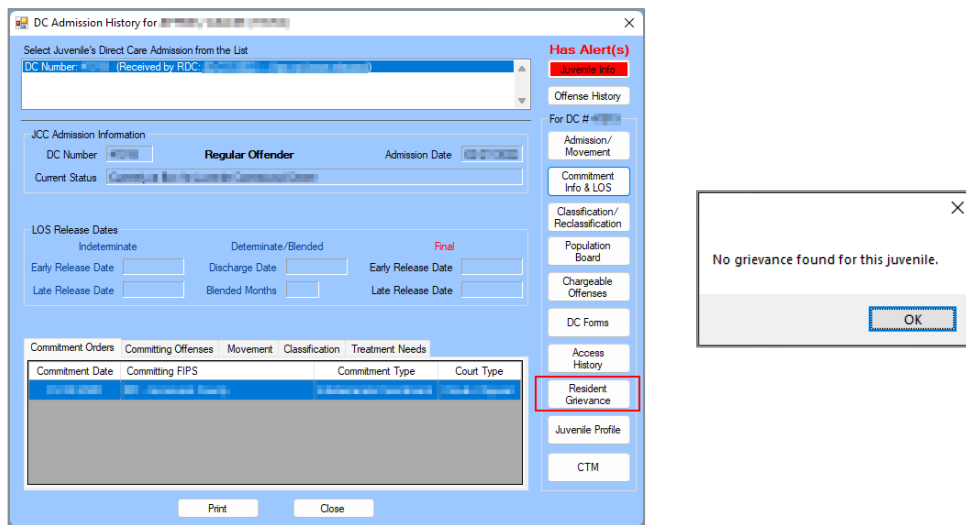 DC Admission History for
Select Juvenile's Direct Care Admission from the List
DC Number: (Received by RDC: )
Has Alert(s)
Juvenile Info
Offense History
For DC #
JCC Admission Information
DC Number
Regular Offender
Admission Date
Current Status
LOS Release Dates
Indeterminate
Determinate/Blended
Final
Early Release Date
Discharge Date
Early Release Date
Late Release Date
Blended Months
Late Release Date
Admission/
Movement
Commitment
Info & LOS
Classification/
Reclassification
Population
Board
Chargeable
Offenses
DC Forms
Access
History
Resident
Grievance
Juvenile Profile
CTM
Commitment Orders
Committing Offenses
Movement
Classification
Treatment Needs
Commitment Date
Committing FIPS
Commitment Type
Court Type
Print
Close
No grievance found for this juvenile.
OK